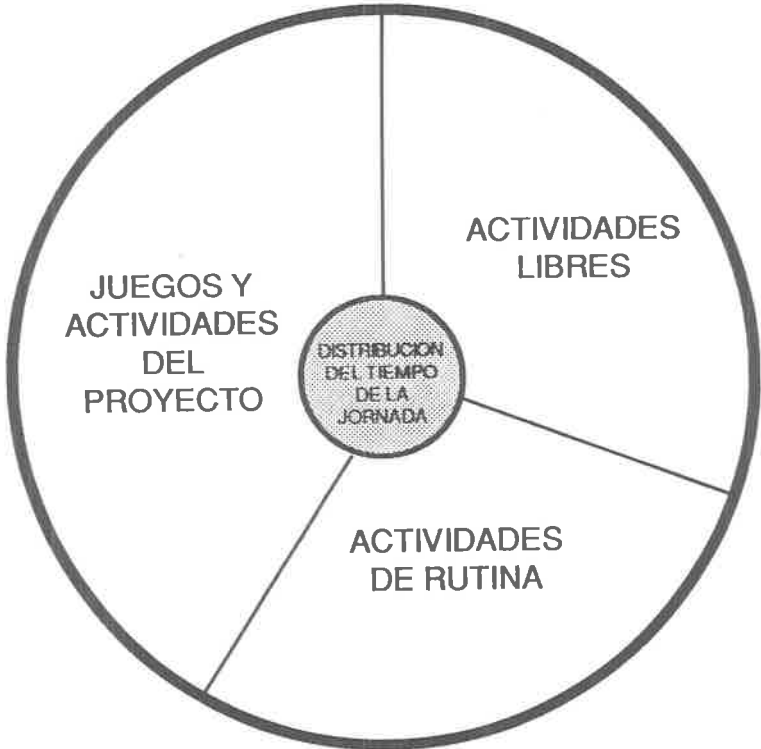 ACTIVIDADES
LIBRES
JUEGOS Y
ACTIVIDADES
DEL
PROYECTO
DISTRIBUCION
DEL TIEMPO
DE LA
JORNADA
ACTIVIDADES
DE RUTINA